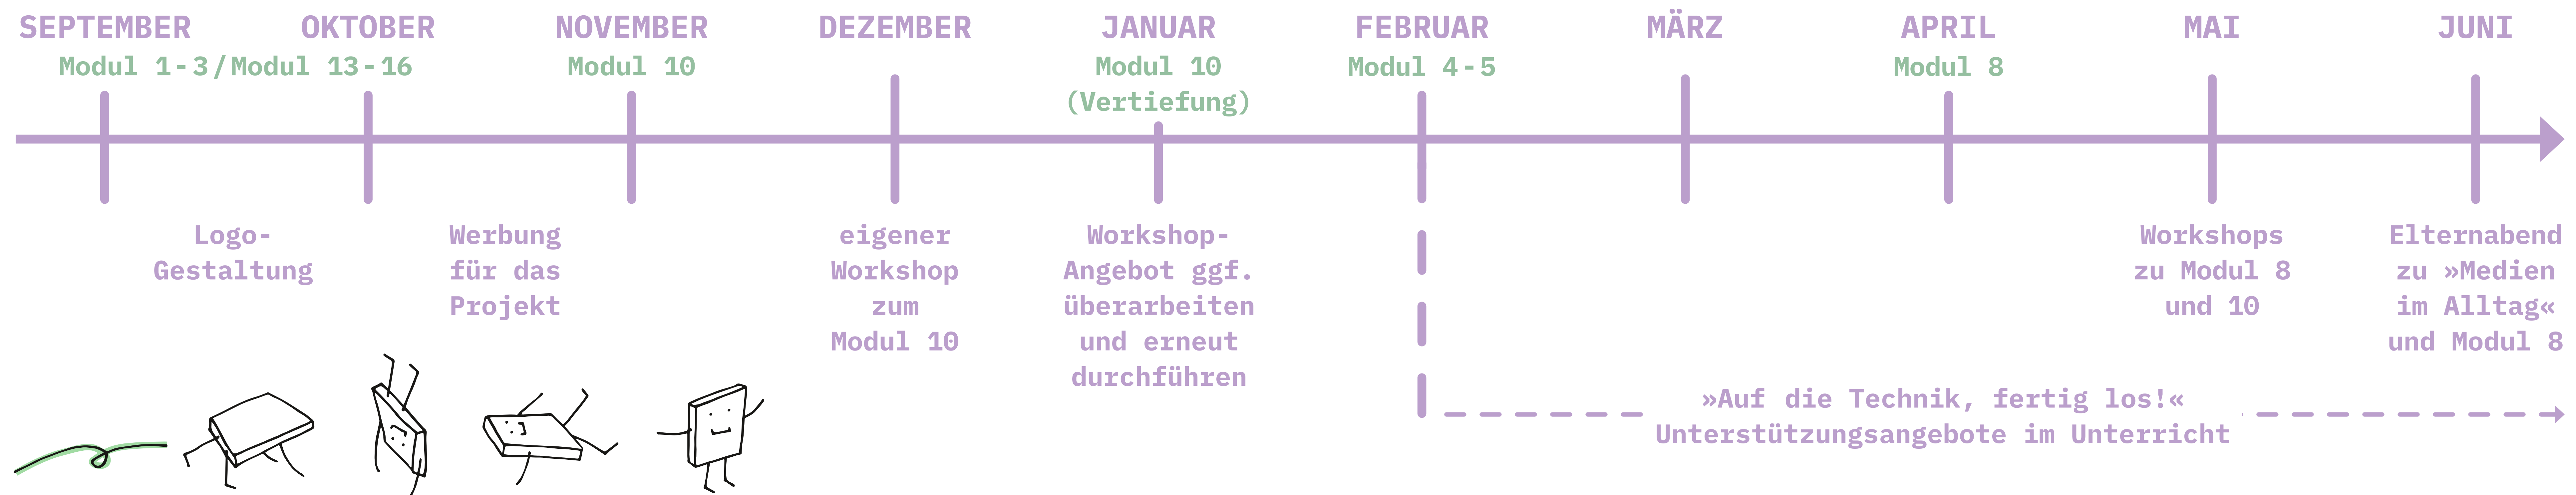 SEPTEMBER OKTOBER NOVEMBER DEZEMBER JANUAR FEBRUAR MÄRZ APRIL MAI JUNI
Modul 1-3/Modul 13-16 Modul 10 Modul 10 Modul 4-5 Modul 8
(Vertiefung)
Logo-
Gestaltung
Werbung
für das
Projekt
eigener
Workshop
zum
Modul 10
Workshop-
Angebot ggf.
überarbeiten
und erneut
durchführen
Workshops
zu Modul 8
und 10
Elternabend
zu »Medien
im Alltag«
und Modul 8
»Auf die Technik, fertig los!«
Unterstützungsangebote im Unterricht